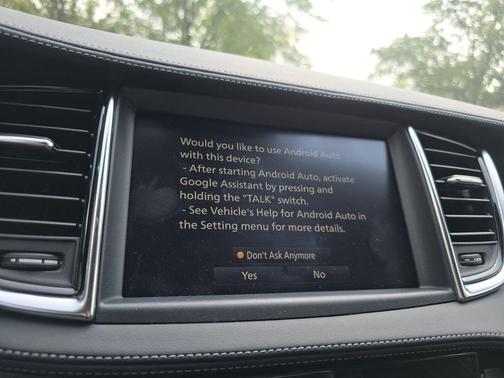 Would you like to use Android Auto
with this device?
- After starting Android Auto, activate
Google Assistant by pressing and
holding the "TALK" switch.
- See Vehicle's Help for Android Auto in
the Setting menu for more details.
Don't Ask Anymore
Yes No